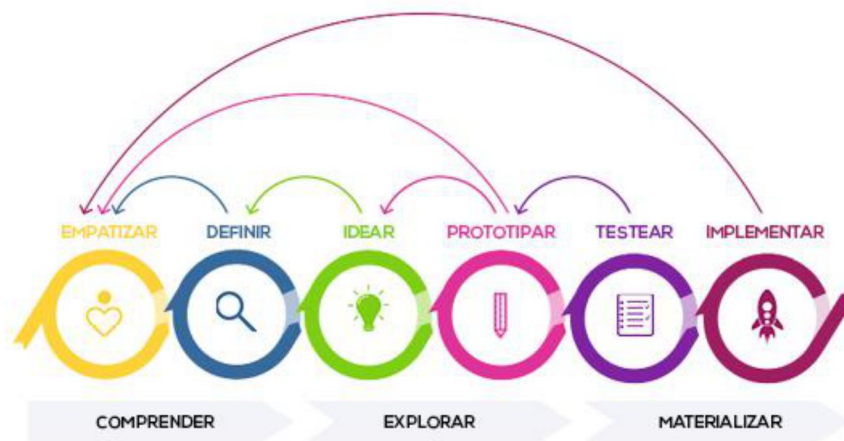 EMPATIZAR DEFINIR IDEAR PROTOTIPAR TESTEAR IMPLEMENTAR
COMPRENDER EXPLORAR MATERIALIZAR